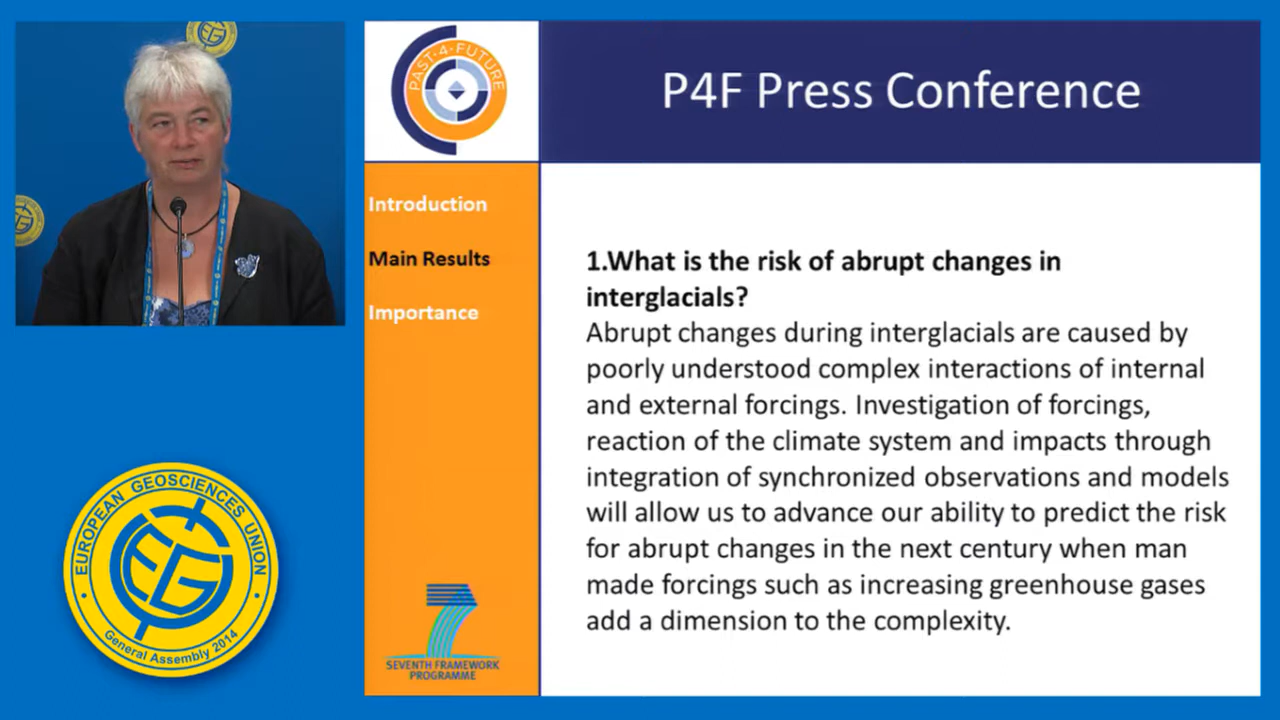 PAST-4-FUTURE
P4F Press Conference
Introduction
Main Results
Importance
1.What is the risk of abrupt changes in
interglacials?
Abrupt changes during interglacials are caused by
poorly understood complex interactions of internal
and external forcings. Investigation of forcings,
reaction of the climate system and impacts through
integration of synchronized observations and models
will allow us to advance our ability to predict the risk
for abrupt changes in the next century when man
made forcings such as increasing greenhouse gases
add a dimension to the complexity.
EUROPEAN GEOSCIENCES UNION
EGU
General Assembly 2014
7
SEVENTH FRAMEWORK
PROGRAMME